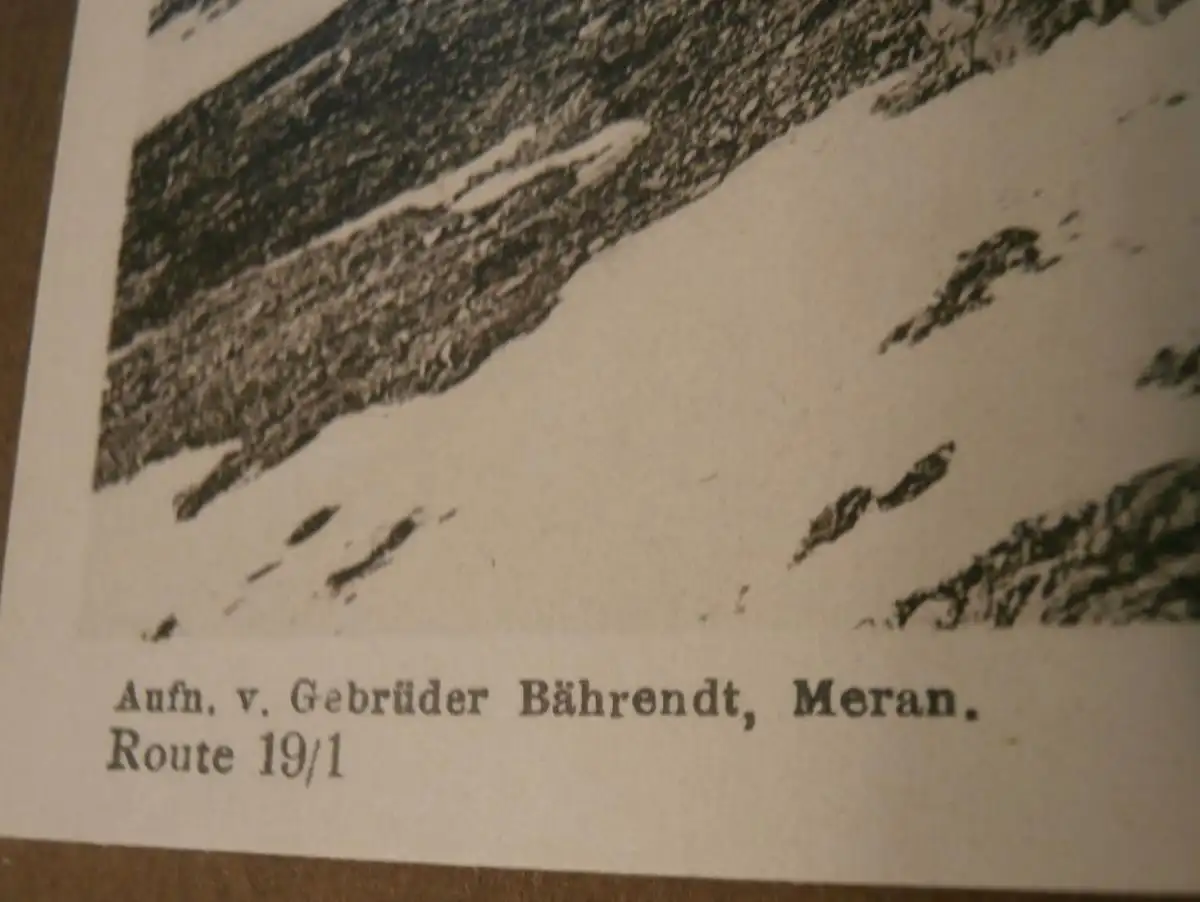 Aufn. v. Gebrüder Bährendt, Meran.
Route 19/1